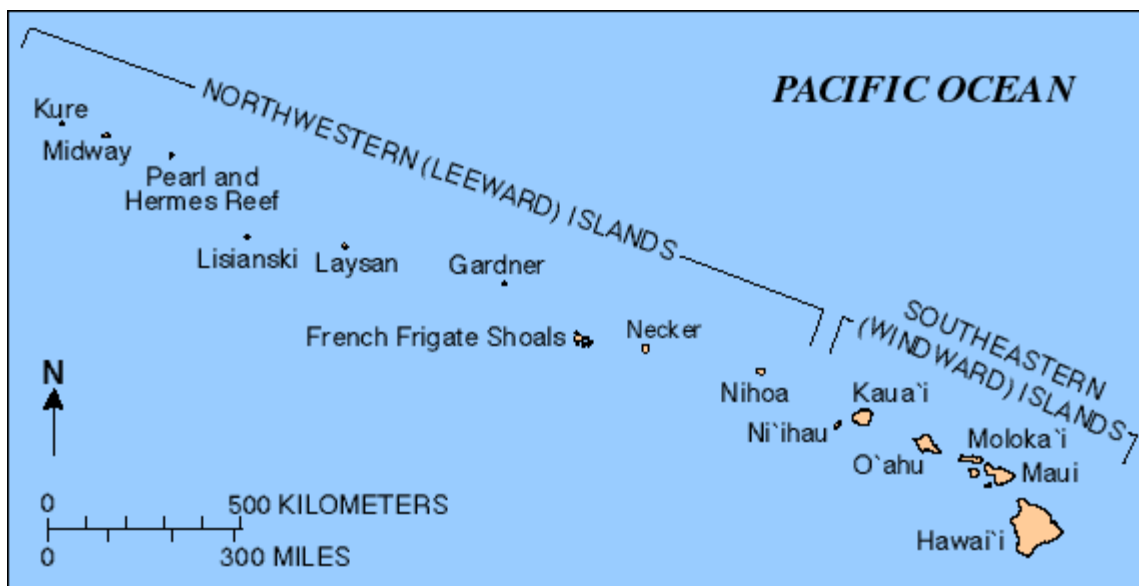 PACIFIC OCEAN
NORTHWESTERN (LEEWARD) ISLANDS
Kure
Midway
Pearl and
Hermes Reef
Lisianski
Laysan
Gardner
French Frigate Shoals
Necker
Nihoa
SOUTHEASTERN
(WINDWARD) ISLANDS
Kaua`i
Ni`ihau
O`ahu
Moloka`i
Maui
Hawai`i
N
0 500 KILOMETERS
0 300 MILES